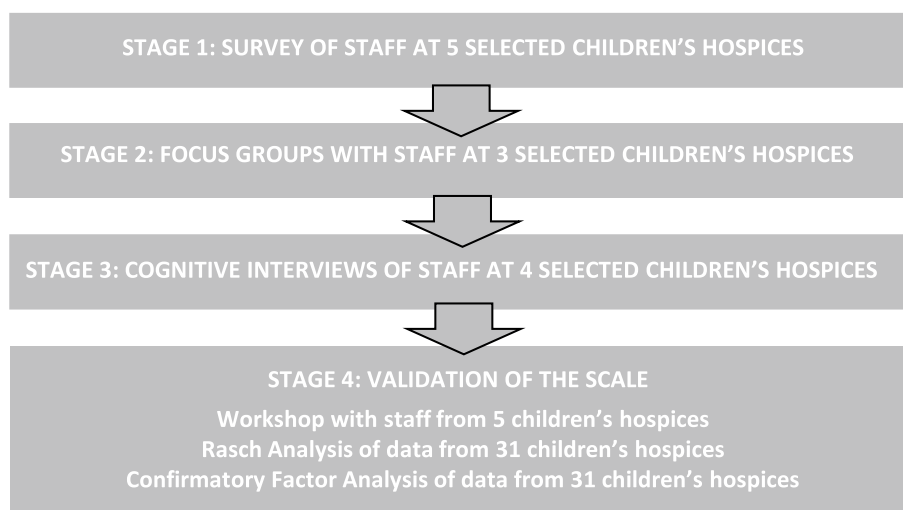 STAGE 1: SURVEY OF STAFF AT 5 SELECTED CHILDREN’S HOSPICES
STAGE 2: FOCUS GROUPS WITH STAFF AT 3 SELECTED CHILDREN’S HOSPICES
STAGE 3: COGNITIVE INTERVIEWS OF STAFF AT 4 SELECTED CHILDREN’S HOSPICES
STAGE 4: VALIDATION OF THE SCALE
Workshop with staff from 5 children’s hospices
Rasch Analysis of data from 31 children’s hospices
Confirmatory Factor Analysis of data from 31 children’s hospices